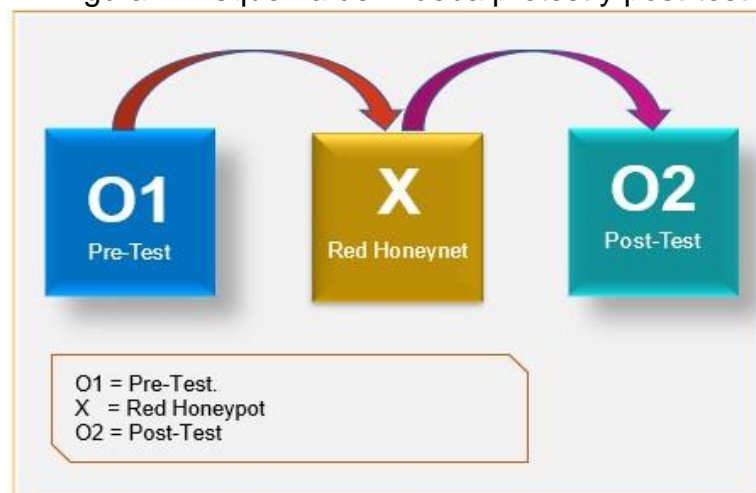 O1
Pre-Test
X
Red Honeynet
O2
Post-Test
O1 = Pre-Test.
X = Red Honeypot
O2 = Post-Test